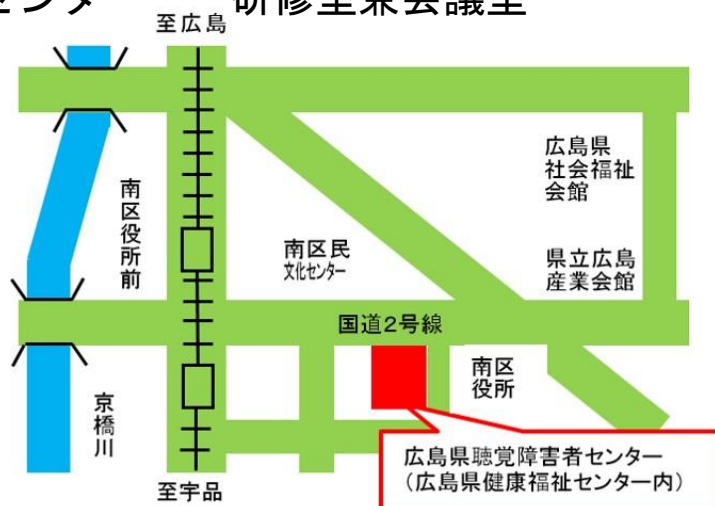 センター 研修室兼会議室
至広島
広島県
社会福祉
会館
南区役所前
南区民
文化センター
県立広島
産業会館
国道2号線
南区
役所
京橋川
広島県聴覚障害者センター
（広島県健康福祉センター内）
至宇品